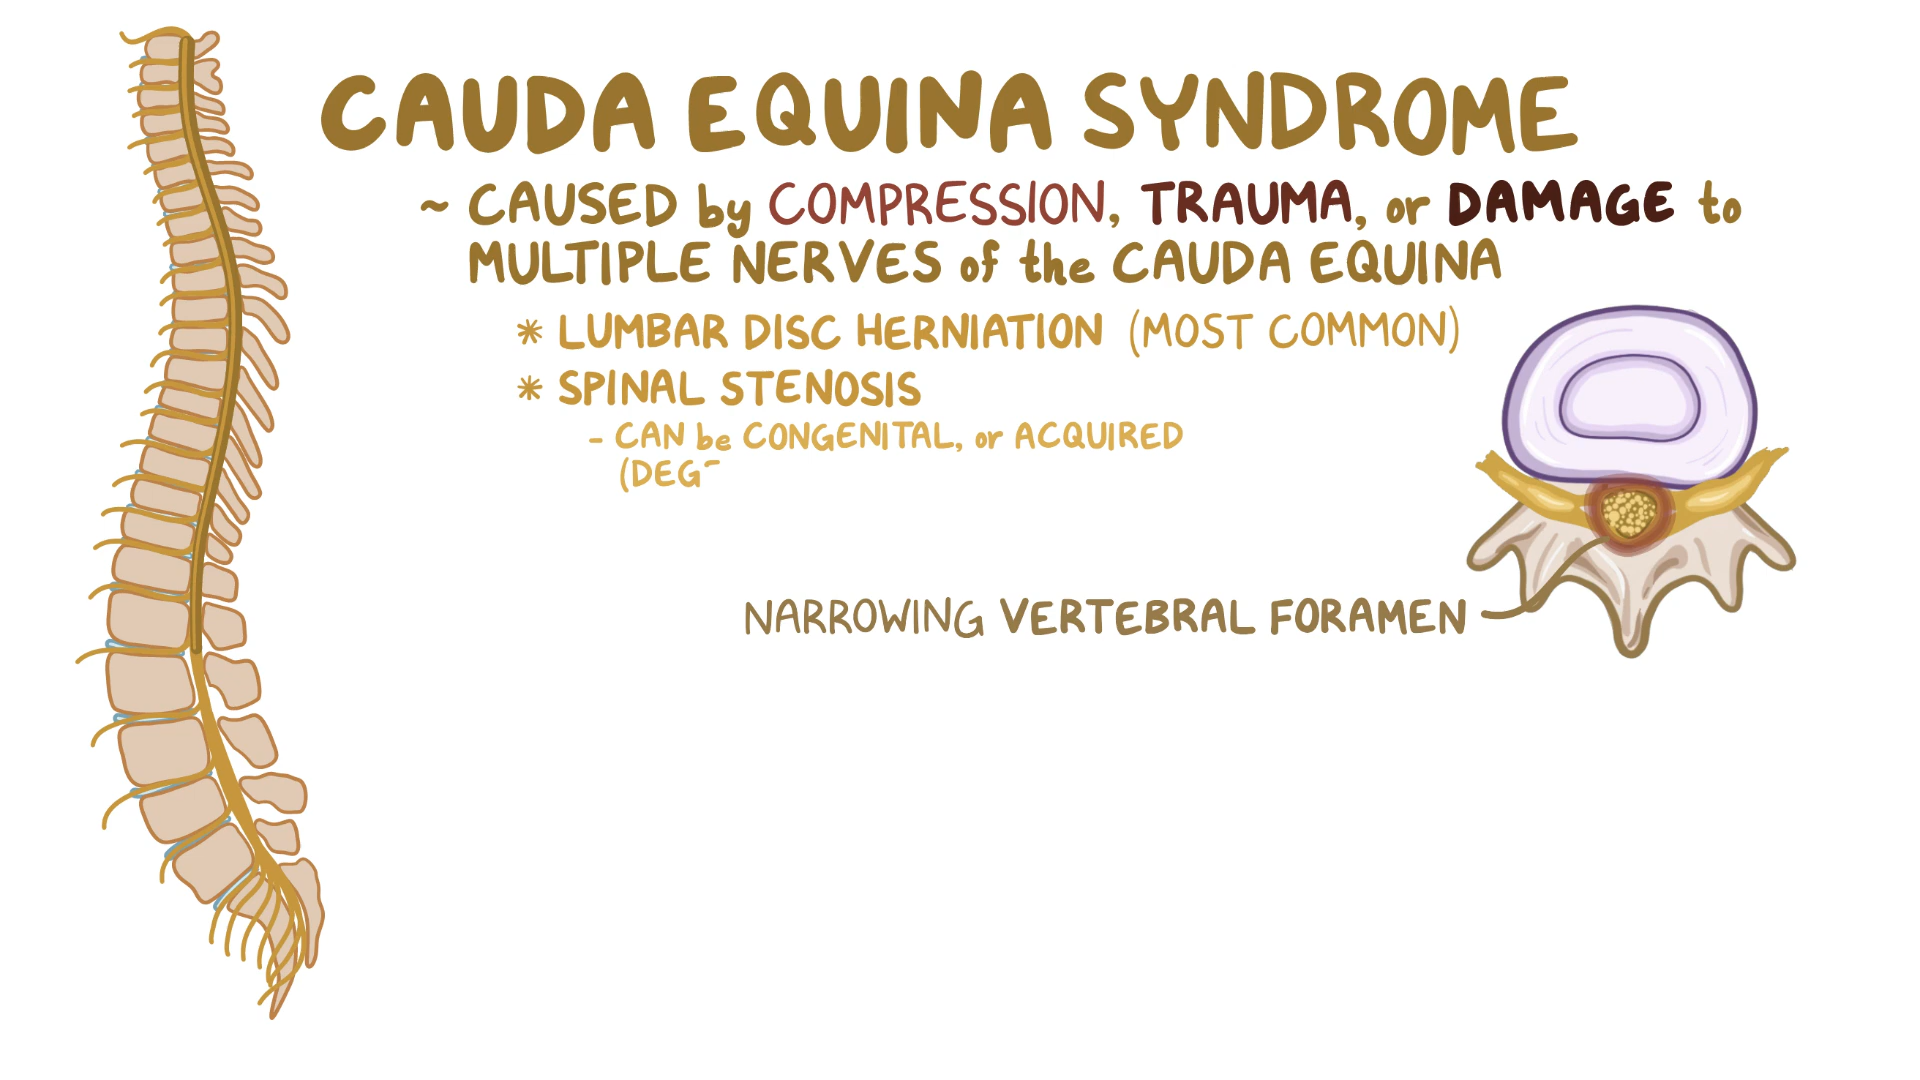 CAUDA EQUINA SYNDROME
~ CAUSED by COMPRESSION, TRAUMA, or DAMAGE to
MULTIPLE NERVES of the CAUDA EQUINA
* LUMBAR DISC HERNIATION (MOST COMMON)
* SPINAL STENOSIS
- CAN be CONGENITAL, or ACQUIRED
(DEG
NARROWING VERTEBRAL FORAMEN